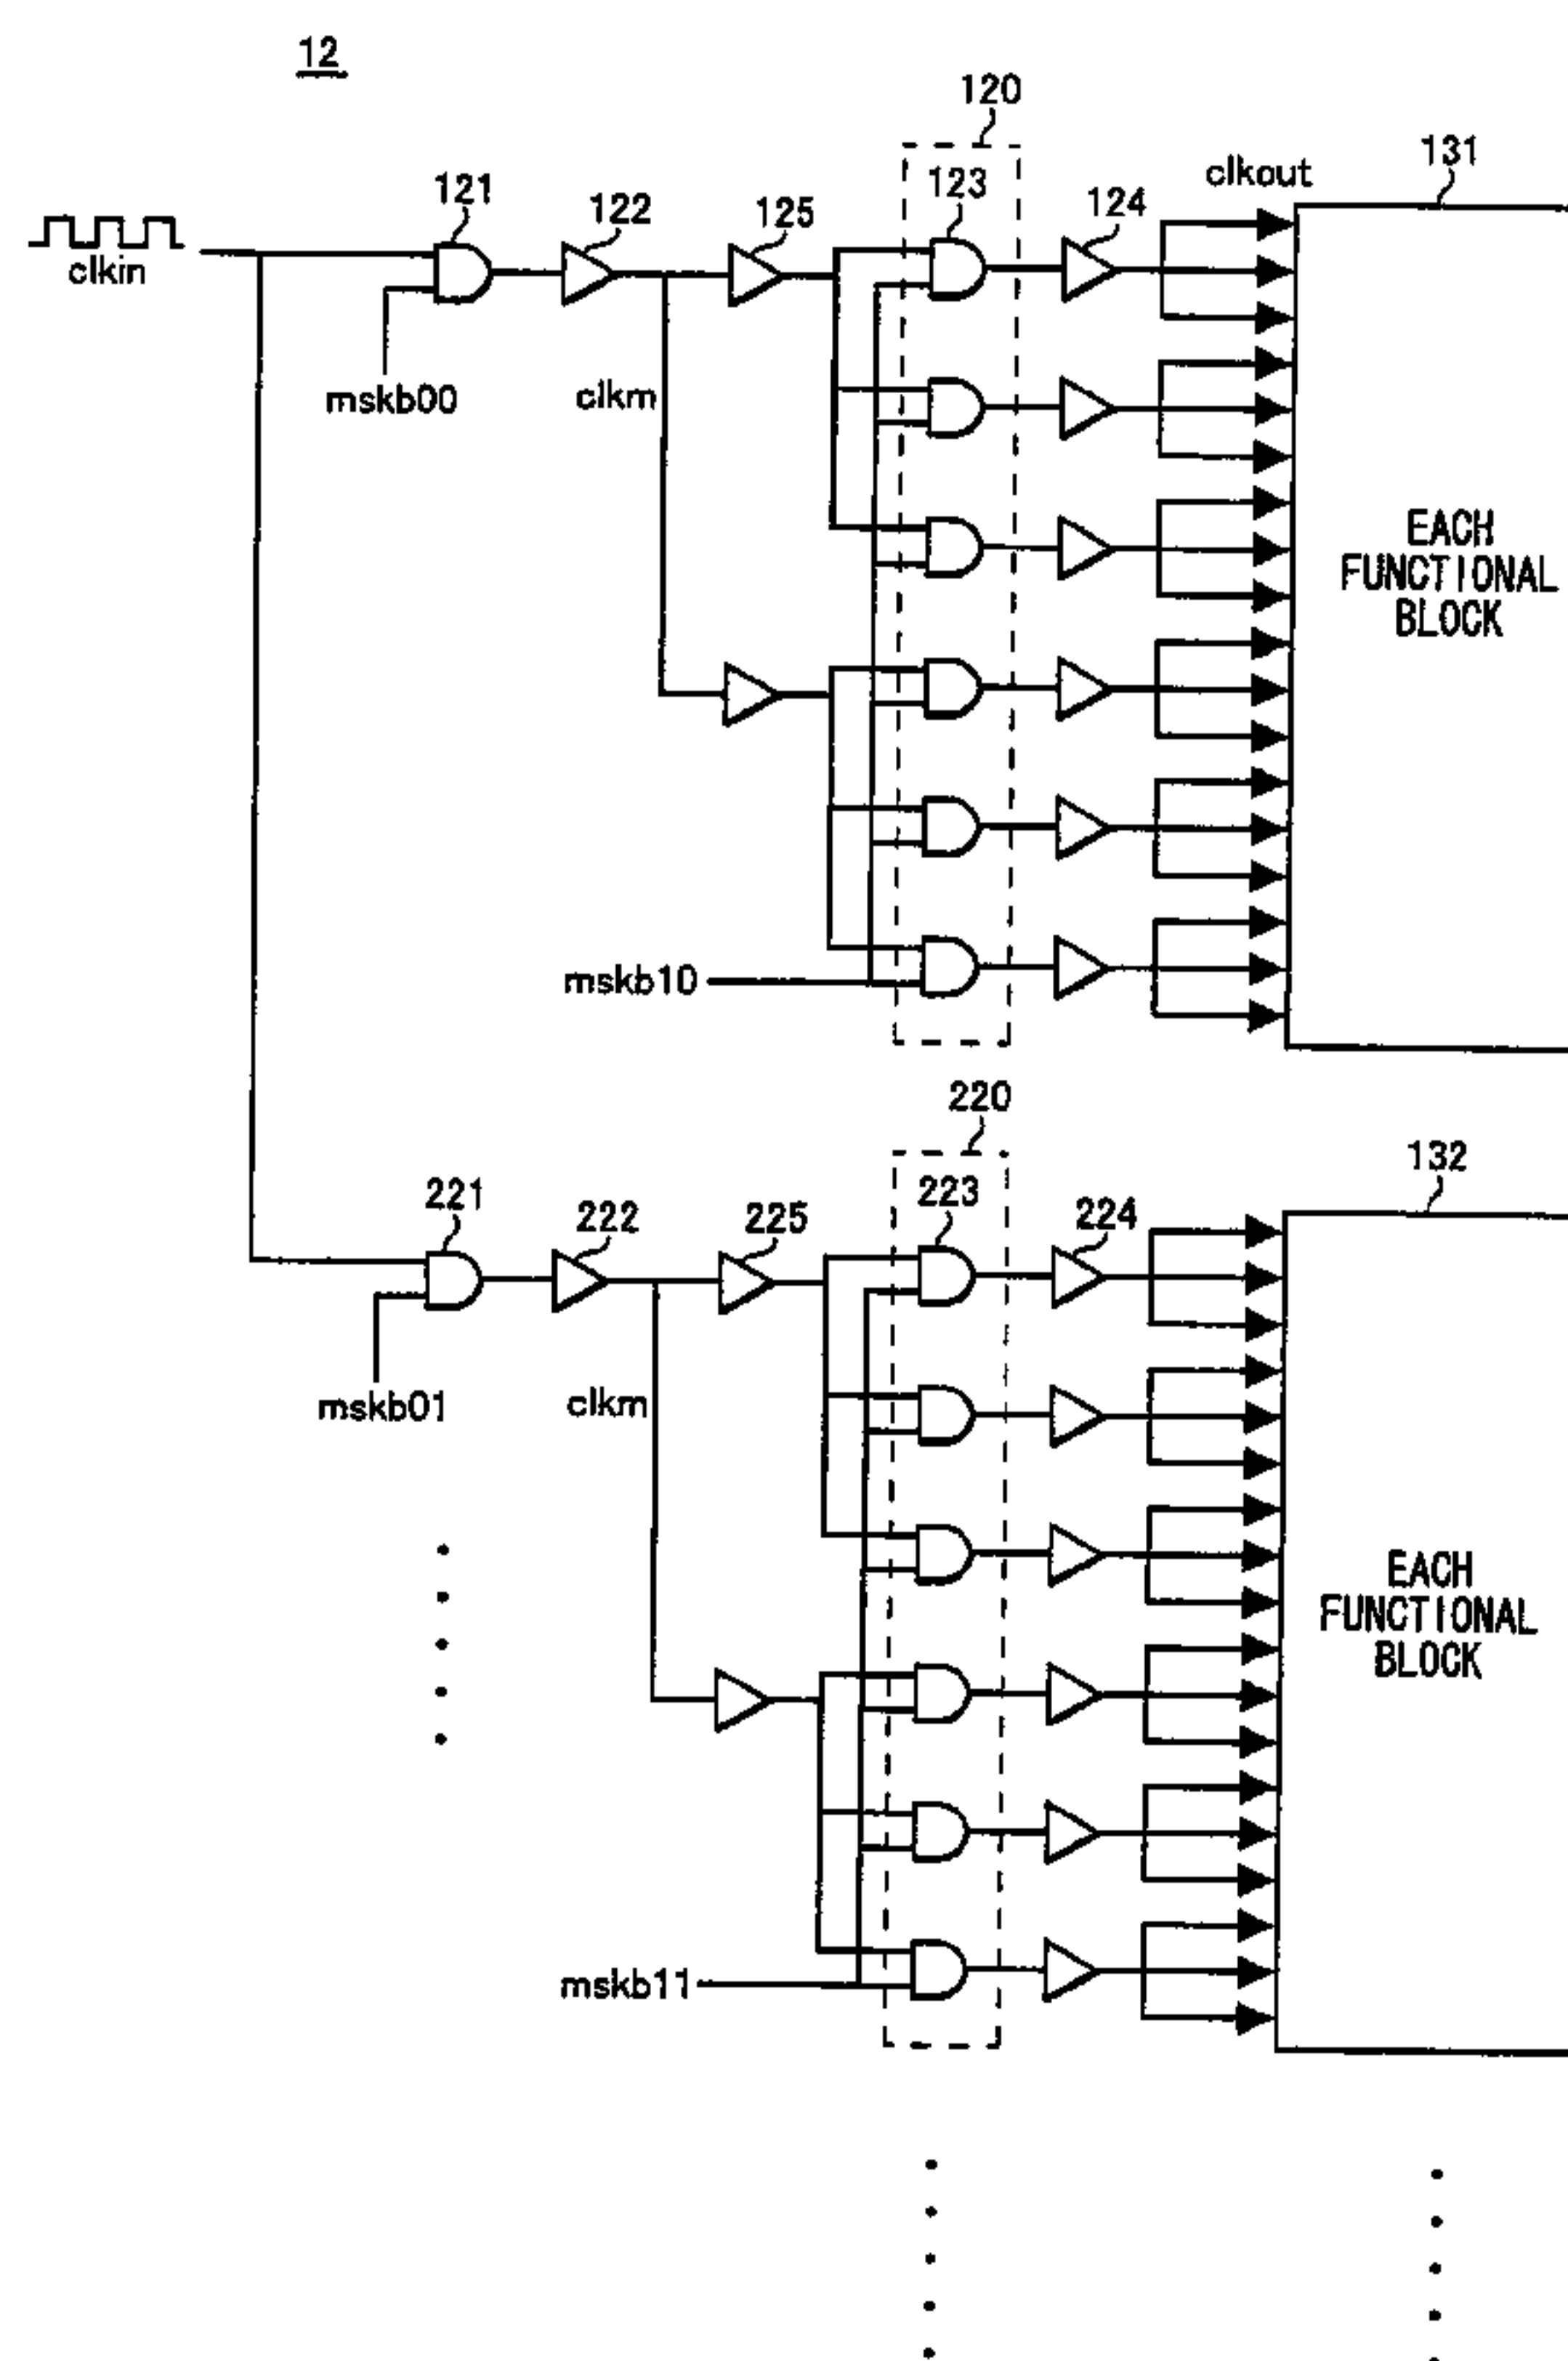 12
120
131
clkout
121
122
125
123
124
clkin
mskb00
clkm
EACH
FUNCTIONAL
BLOCK
mskb10
220
132
221
222
225
223
224
mskb01
clkm
EACH
FUNCTIONAL
BLOCK
mskb11